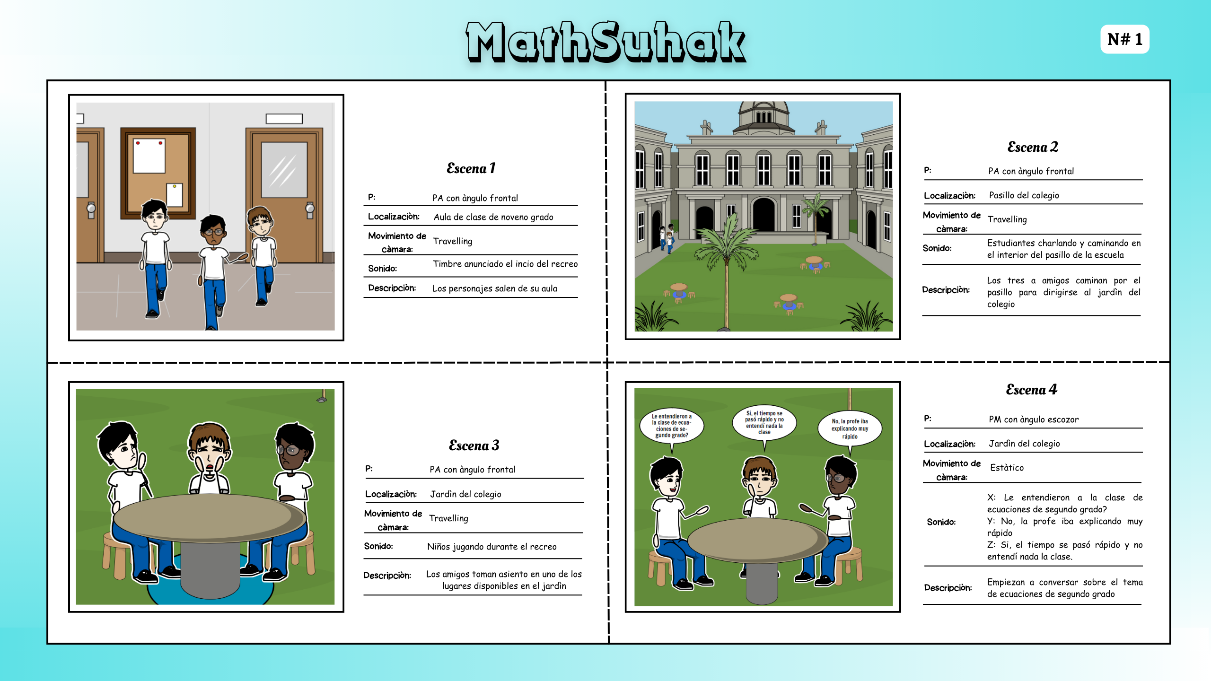 MathSuhak
N# 1
Escena 1
P: PA con àngulo frontal
Localizaciòn: Aula de clase de noveno grado
Movimiento de
càmara: Travelling
Sonido: Timbre anunciado el incio del recreo
Descripciòn: Los personajes salen de su aula
Escena 2
P: PA con àngulo frontal
Localizaciòn: Pasillo del colegio
Movimiento de
càmara: Travelling
Sonido: Estudiantes charlando y caminando en
el interior del pasillo de la escuela
Descripciòn: Los tres a amigos caminan por el
pasillo para dirigirse al jardìn del
colegio
Escena 3
P: PA con àngulo frontal
Localizaciòn: Jardìn del colegio
Movimiento de
càmara: Travelling
Sonido: Niños jugando durante el recreo
Descripciòn: Los amigos toman asiento en uno de los
lugares disponibles en el jardìn
Le entendieron a
la clase de ecua-
ciones de se-
gundo grado?
Si, el tiempo se
pasó rápido y no
entendí nada la
clase
No, la profe iba
explicando muy
rápido
Escena 4
P: PM con àngulo escazor
Localizaciòn: Jardìn del colegio
Movimiento de
càmara: Estàtico
Sonido: X: Le entendieron a la clase de
ecuaciones de segundo grado?
Y: No, la profe iba explicando muy
rápido
Z: Si, el tiempo se pasó rápido y no
entendí nada la clase.
Descripciòn: Empiezan a conversar sobre el tema
de ecuaciones de segundo grado